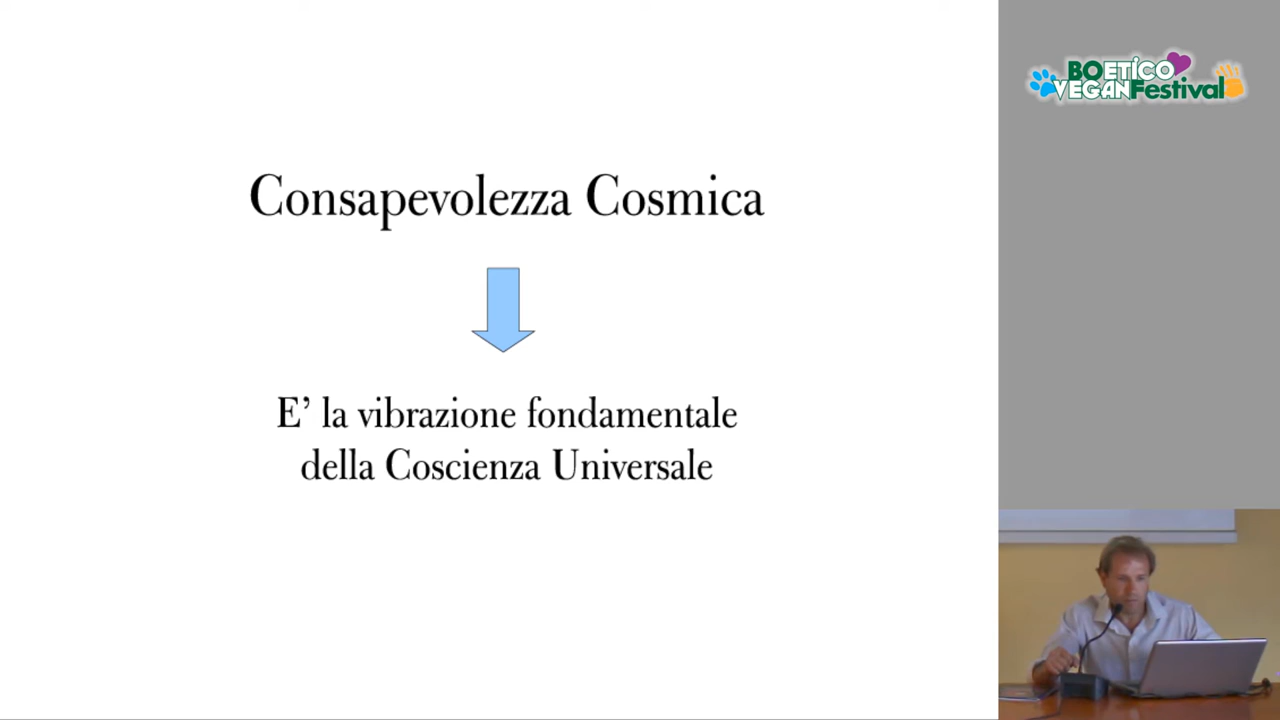 Consapevolezza Cosmica
E’ la vibrazione fondamentale
della Coscienza Universale
BOETICO
VEGANFestival